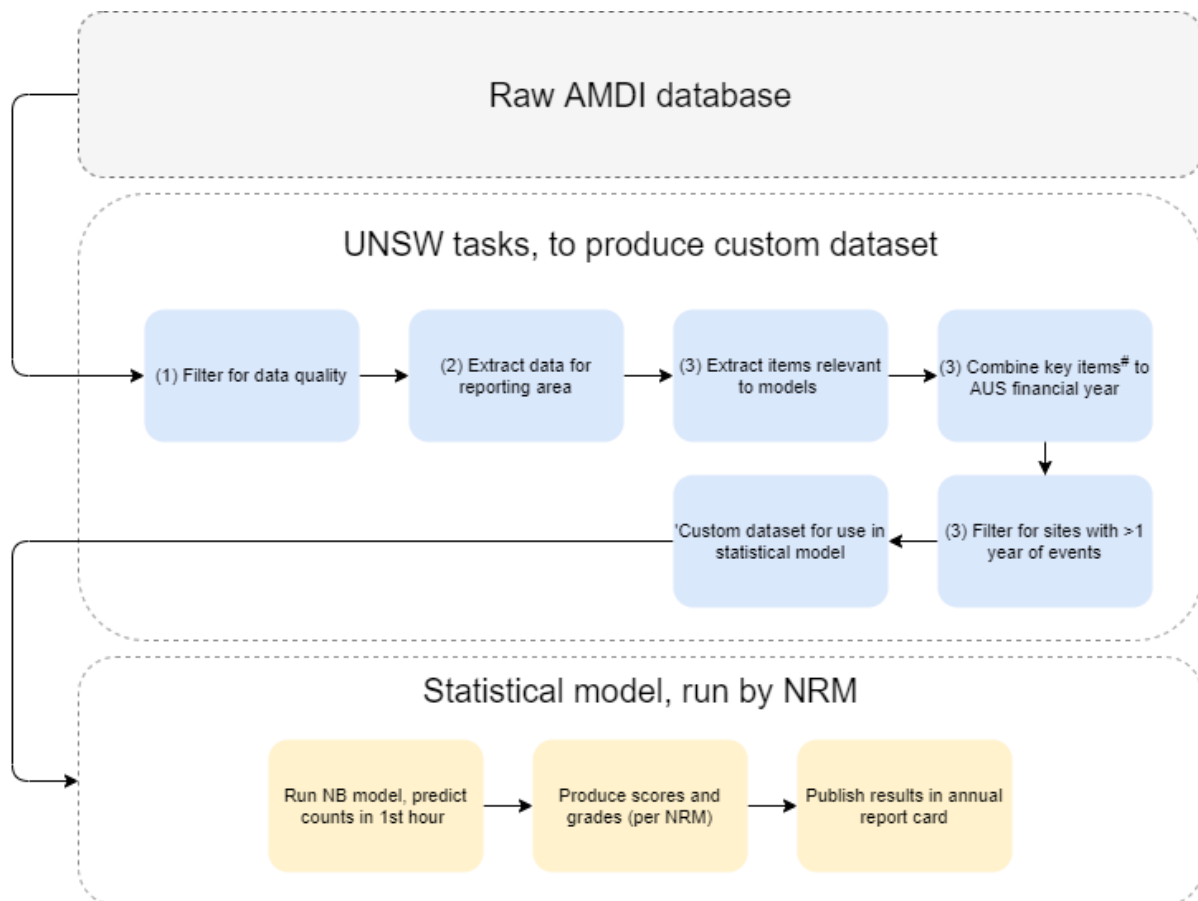 Raw AMDI database
UNSW tasks, to produce custom dataset
(1) Filter for data quality
(2) Extract data for
reporting area
(3) Extract items relevant
to models
(3) Combine key items# to
AUS financial year
(3) Filter for sites with >1
year of events
'Custom dataset for use in
statistical model
Statistical model, run by NRM
Run NB model, predict
counts in 1st hour
Produce scores and
grades (per NRM)
Publish results in annual
report card